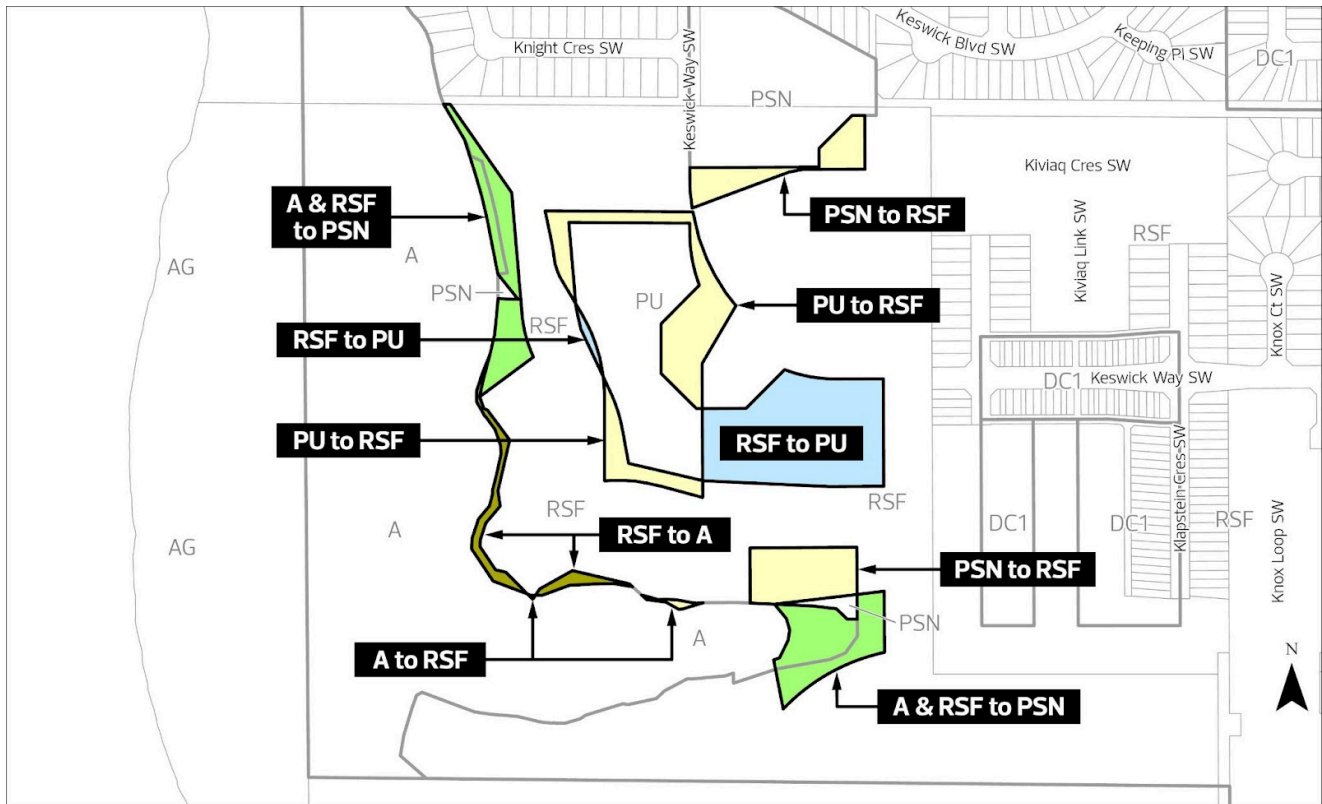 Knight Cres SW
Keswick Way SW
Keswick Blvd SW
Keeping Pl SW
DC1
PSN
Kiviaq Cres SW
A & RSF
to PSN
PSN to RSF
Kiviaq Link SW
RSF
AG
A
PSN
PU
PU to RSF
Knox Ct SW
RSF to PU
RSF
DC1
Keswick Way SW
PU to RSF
RSF to PU
Klapstein Cres SW
AG
A
RSF
RSF
RSF to A
DC1
DC1
RSF
Knox Loop SW
PSN to RSF
PSN
A to RSF
A
N
A & RSF to PSN